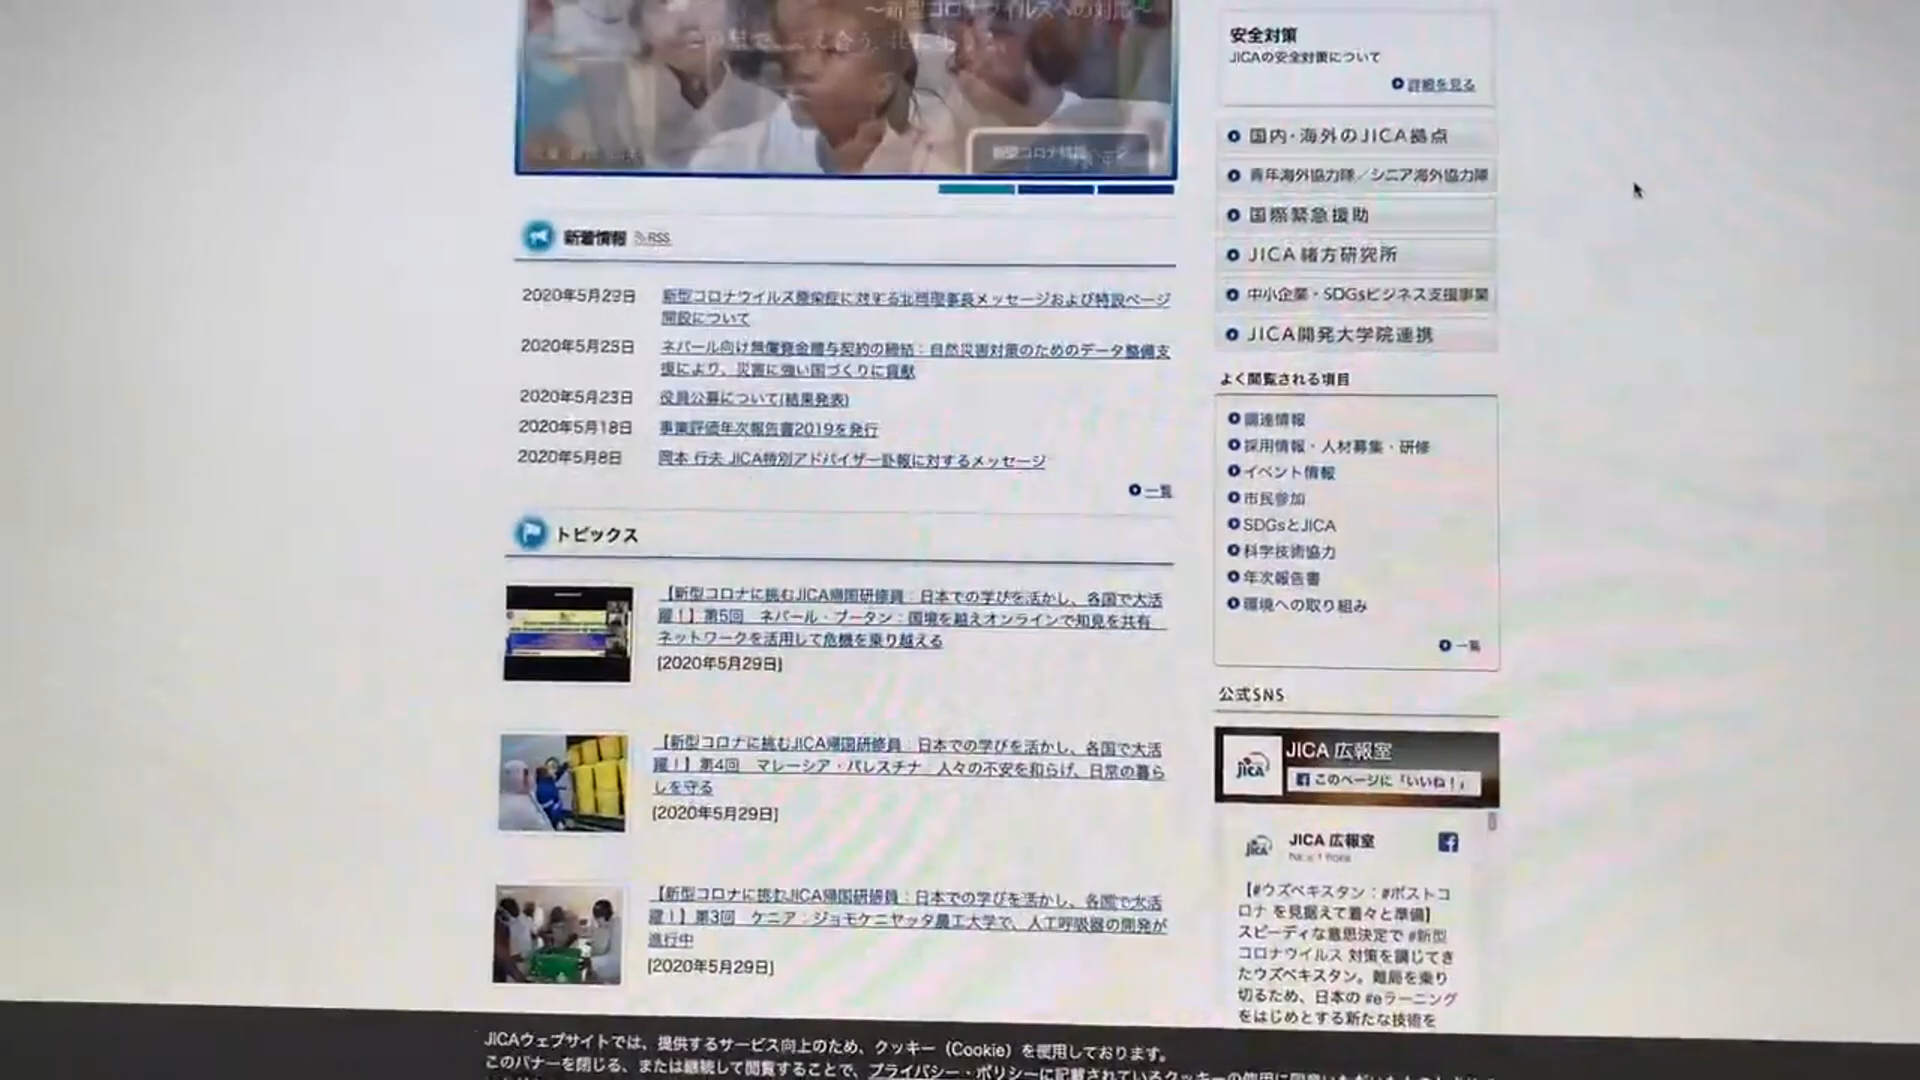 〜新型コロナウイルスへの対応〜
安全対策
JICAの安全対策について
詳細を見る
国内・海外のJICA拠点
青年海外協力隊／シニア海外協力隊
国際緊急援助
JICA緒方研究所
中小企業・SDGsビジネス支援事業
JICA開発大学院連携
よく閲覧される項目
調達情報
採用情報・人材募集・研修
イベント情報
市民参加
SDGsとJICA
科学技術協力
年次報告書
環境への取り組み
一覧
公式SNS
JICA 広報室
このページに「いいね！」
JICA 広報室
【#ウズベキスタン：#ポストコ
ロナ を見据えて着々と準備】
スピーディな意思決定で #新型
コロナウイルス 対策を講じてき
たウズベキスタン。難局を乗り
切るため、日本の #eラーニング
をはじめとする新たな技術を
新着情報 RSS
2020年5月29日 新型コロナウイルス感染症に対する北岡理事長メッセージおよび特設ページ
開設について
2020年5月25日 ネパール向け無償資金贈与契約の締結：自然災害対策のためのデータ整備支
援により、災害に強い国づくりに貢献
2020年5月23日 役員公募について(結果発表)
2020年5月18日 事業評価年次報告書2019を発行
2020年5月8日 岡本 行夫 JICA特別アドバイザー訃報に対するメッセージ
一覧
トピックス
【新型コロナに挑むJICA帰国研修員：日本での学びを活かし、各国で大活
躍！】第5回 ネパール・ブータン：国境を越えオンラインで知見を共有
ネットワークを活用して危機を乗り越える
[2020年5月29日]
【新型コロナに挑むJICA帰国研修員：日本での学びを活かし、各国で大活
躍！】第4回 マレーシア・パレスチナ：人々の不安を和らげ、日常の暮ら
しを守る
[2020年5月29日]
【新型コロナに挑むJICA帰国研修員：日本での学びを活かし、各国で大活
躍！】第3回 ケニア：ジョモケニヤッタ農工大学で、人工呼吸器の開発が
進行中
[2020年5月29日]
JICAウェブサイトでは、提供するサービス向上のため、クッキー（Cookie）を使用しております。
このバナーを閉じる、または継続して閲覧することで、プライバシー・ポリシーに記載されているクッキーの使用に同意いただいたものとします